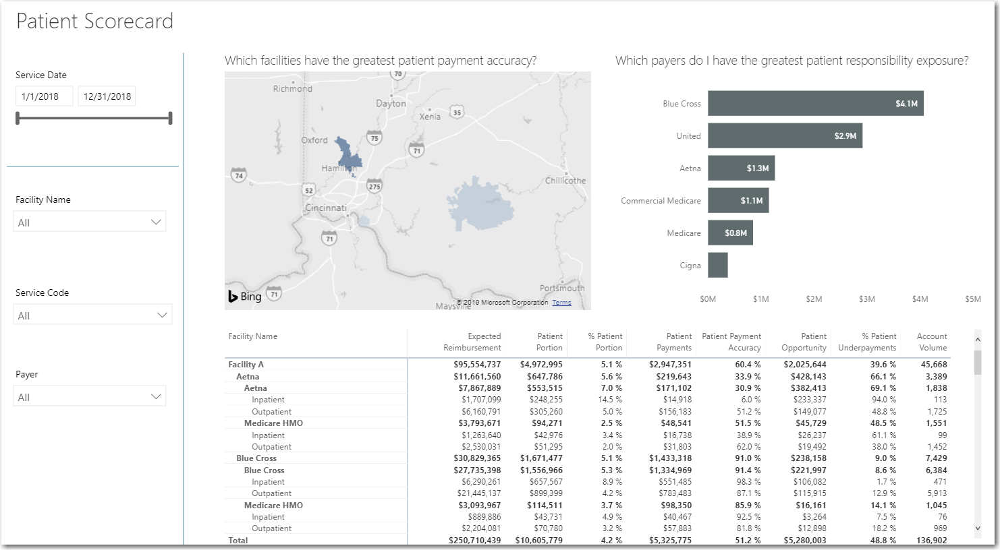 Patient Scorecard
Service Date
1/1/2018 12/31/2018
Facility Name
All
Service Code
All
Payer
All
Which facilities have the greatest patient payment accuracy?
70
Richmond
Dayton
Xenia
35
Oxford
75
71
Hamilton
74
52
275
Chillicothe
Cincinnati
71
Portsmouth
Bing
71
Maysville
© 2019 Microsoft Corporation Terms
Which payers do I have the greatest patient responsibility exposure?
Blue Cross $4.1M
United $2.9M
Aetna $1.3M
Commercial Medicare $1.1M
Medicare $0.8M
Cigna
$0M $1M $2M $3M $4M $5M
Facility Name Expected Reimbursement Patient Portion % Patient Portion Patient Payments Patient Payment Accuracy Patient Opportunity % Patient Underpayments Account Volume
Facility A $95,554,737 $4,972,995 5.1 % $2,947,351 60.4 % $2,025,644 39.6 % 45,668
Aetna $11,661,560 $647,786 5.6 % $219,643 33.9 % $428,143 66.1 % 3,389
Aetna $7,867,889 $553,515 7.0 % $171,102 30.9 % $382,413 69.1 % 1,838
Inpatient $1,707,099 $248,255 14.5 % $14,918 6.0 % $233,337 94.0 % 113
Outpatient $6,160,791 $305,260 5.0 % $156,183 51.2 % $149,077 48.8 % 1,725
Medicare HMO $3,793,671 $94,271 2.5 % $48,541 51.5 % $45,729 48.5 % 1,551
Inpatient $1,263,640 $42,976 3.4 % $16,738 38.9 % $26,237 61.1 % 99
Outpatient $2,530,031 $51,295 2.0 % $31,803 62.0 % $19,492 38.0 % 1,452
Blue Cross $30,829,365 $1,671,477 5.1 % $1,433,318 91.0 % $238,158 9.0 % 7,429
Blue Cross $27,735,398 $1,556,966 5.3 % $1,334,969 91.4 % $221,997 8.6 % 6,384
Inpatient $6,290,261 $657,567 8.9 % $551,485 98.3 % $106,082 1.7 % 471
Outpatient $21,445,137 $899,399 4.2 % $783,483 87.1 % $115,915 12.9 % 5,913
Medicare HMO $3,093,967 $114,511 3.7 % $98,350 85.9 % $16,161 14.1 % 1,045
Inpatient $889,886 $43,731 4.9 % $40,467 92.5 % $3,264 7.5 % 76
Outpatient $2,204,081 $70,780 3.2 % $57,883 81.8 % $12,898 18.2 % 969
Total $250,710,439 $10,605,779 4.2 % $5,325,775 51.2 % $5,280,003 48.8 % 136,902